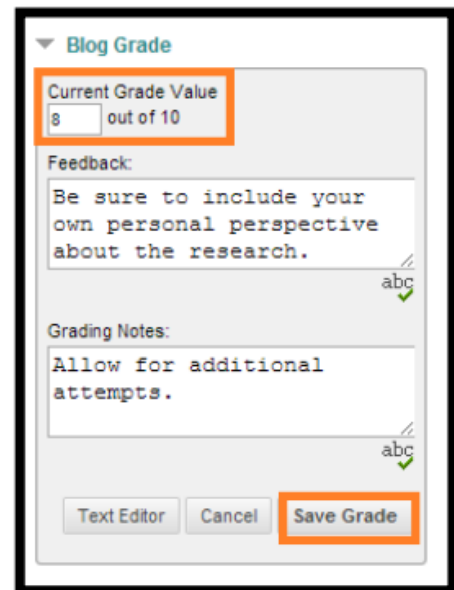 Blog Grade
Current Grade Value
8 out of 10
Feedback:
Be sure to include your
own personal perspective
about the research.
abc
Grading Notes:
Allow for additional
attempts.
abc
Text Editor Cancel Save Grade